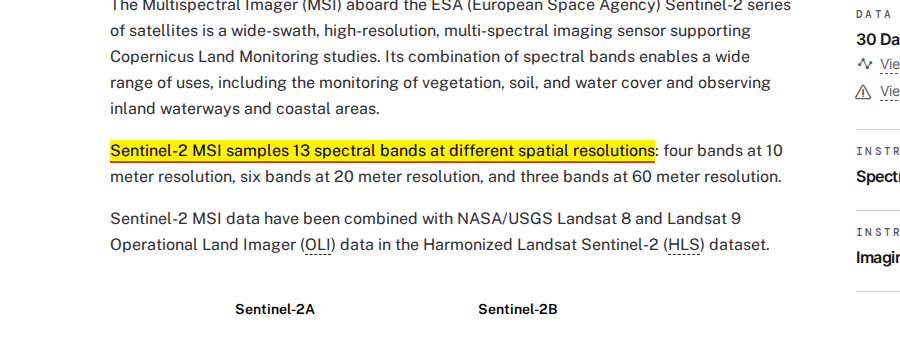 The Multispectral Imager (MSI) aboard the ESA (European Space Agency) Sentinel-2 series
of satellites is a wide-swath, high-resolution, multi-spectral imaging sensor supporting
Copernicus Land Monitoring studies. Its combination of spectral bands enables a wide
range of uses, including the monitoring of vegetation, soil, and water cover and observing
inland waterways and coastal areas.
Sentinel-2 MSI samples 13 spectral bands at different spatial resolutions: four bands at 10
meter resolution, six bands at 20 meter resolution, and three bands at 60 meter resolution.
Sentinel-2 MSI data have been combined with NASA/USGS Landsat 8 and Landsat 9
Operational Land Imager (OLI) data in the Harmonized Landsat Sentinel-2 (HLS) dataset.
Sentinel-2A
Sentinel-2B
DATA
30 Da
Vie
Vie
INSTR
Spectr
INSTR
Imagin